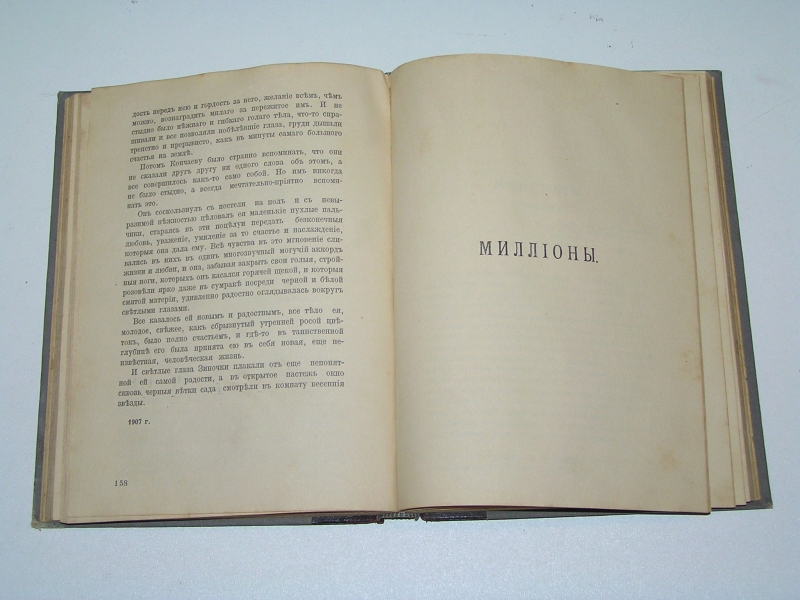 дость передъ нею и гордость за него, желаніе всѣмъ, чѣмъ
можно, вознаградить милаго за пережитое имъ. И не
стыдно было нѣжнаго и гибкаго голаго тѣла, что-то спра-
шивали и все позволяли поблѣднѣвшіе глаза, груди дышали
трепетно и прерывисто, какъ въ минуты самаго большого
счастья на землѣ.
Потомъ Кончаеву было странно вспоминать, что они
не сказали другъ другу ни одного слова объ этомъ, а
все совершилось какъ-то само собой. Но имъ никогда
не было стыдно, а всегда мечтательно-пріятно вспоми-
нать это.
Онъ соскользнулъ съ постели на полъ и съ невы-
разимой нѣжностью цѣловалъ ея маленькіе пухлые паль-
чики, стараясь въ эти поцѣлуи передать безконечныя
любовь, уваженіе, умиленіе за то счастье и наслажденіе,
которыя она дала ему. Всѣ чувства въ это мгновеніе сли-
вались въ нихъ въ одинъ многозвучный могучій аккордъ
жизни и любви, и она, забывая закрыть свои голыя, строй-
ныя ноги, которыхъ онъ касался горячей щекой, и которыя
розовѣли ярко даже въ сумракѣ посреди черной и бѣлой
смятой матеріи, удивленно радостно оглядывалась вокругъ
свѣтлыми глазами.
Все казалось ей новымъ и радостнымъ, все тѣло ея,
молодое, свѣжее, какъ сбрызнутый утренней росой цвѣ-
токъ, было полно счастьемъ, и гдѣ-то въ таинственной
глубинѣ его была принята ею въ себя новая, еще не-
извѣстная, человѣческая жизнь.
И свѣтлые глаза Зиночки плакали отъ еще непонят-
ной ей самой радости, а въ открытое настежь окно
сквозь черныя вѣтки сада смотрѣли въ комнату весеннія
звѣзды.
1907 г.
158
МИЛЛІОНЫ.